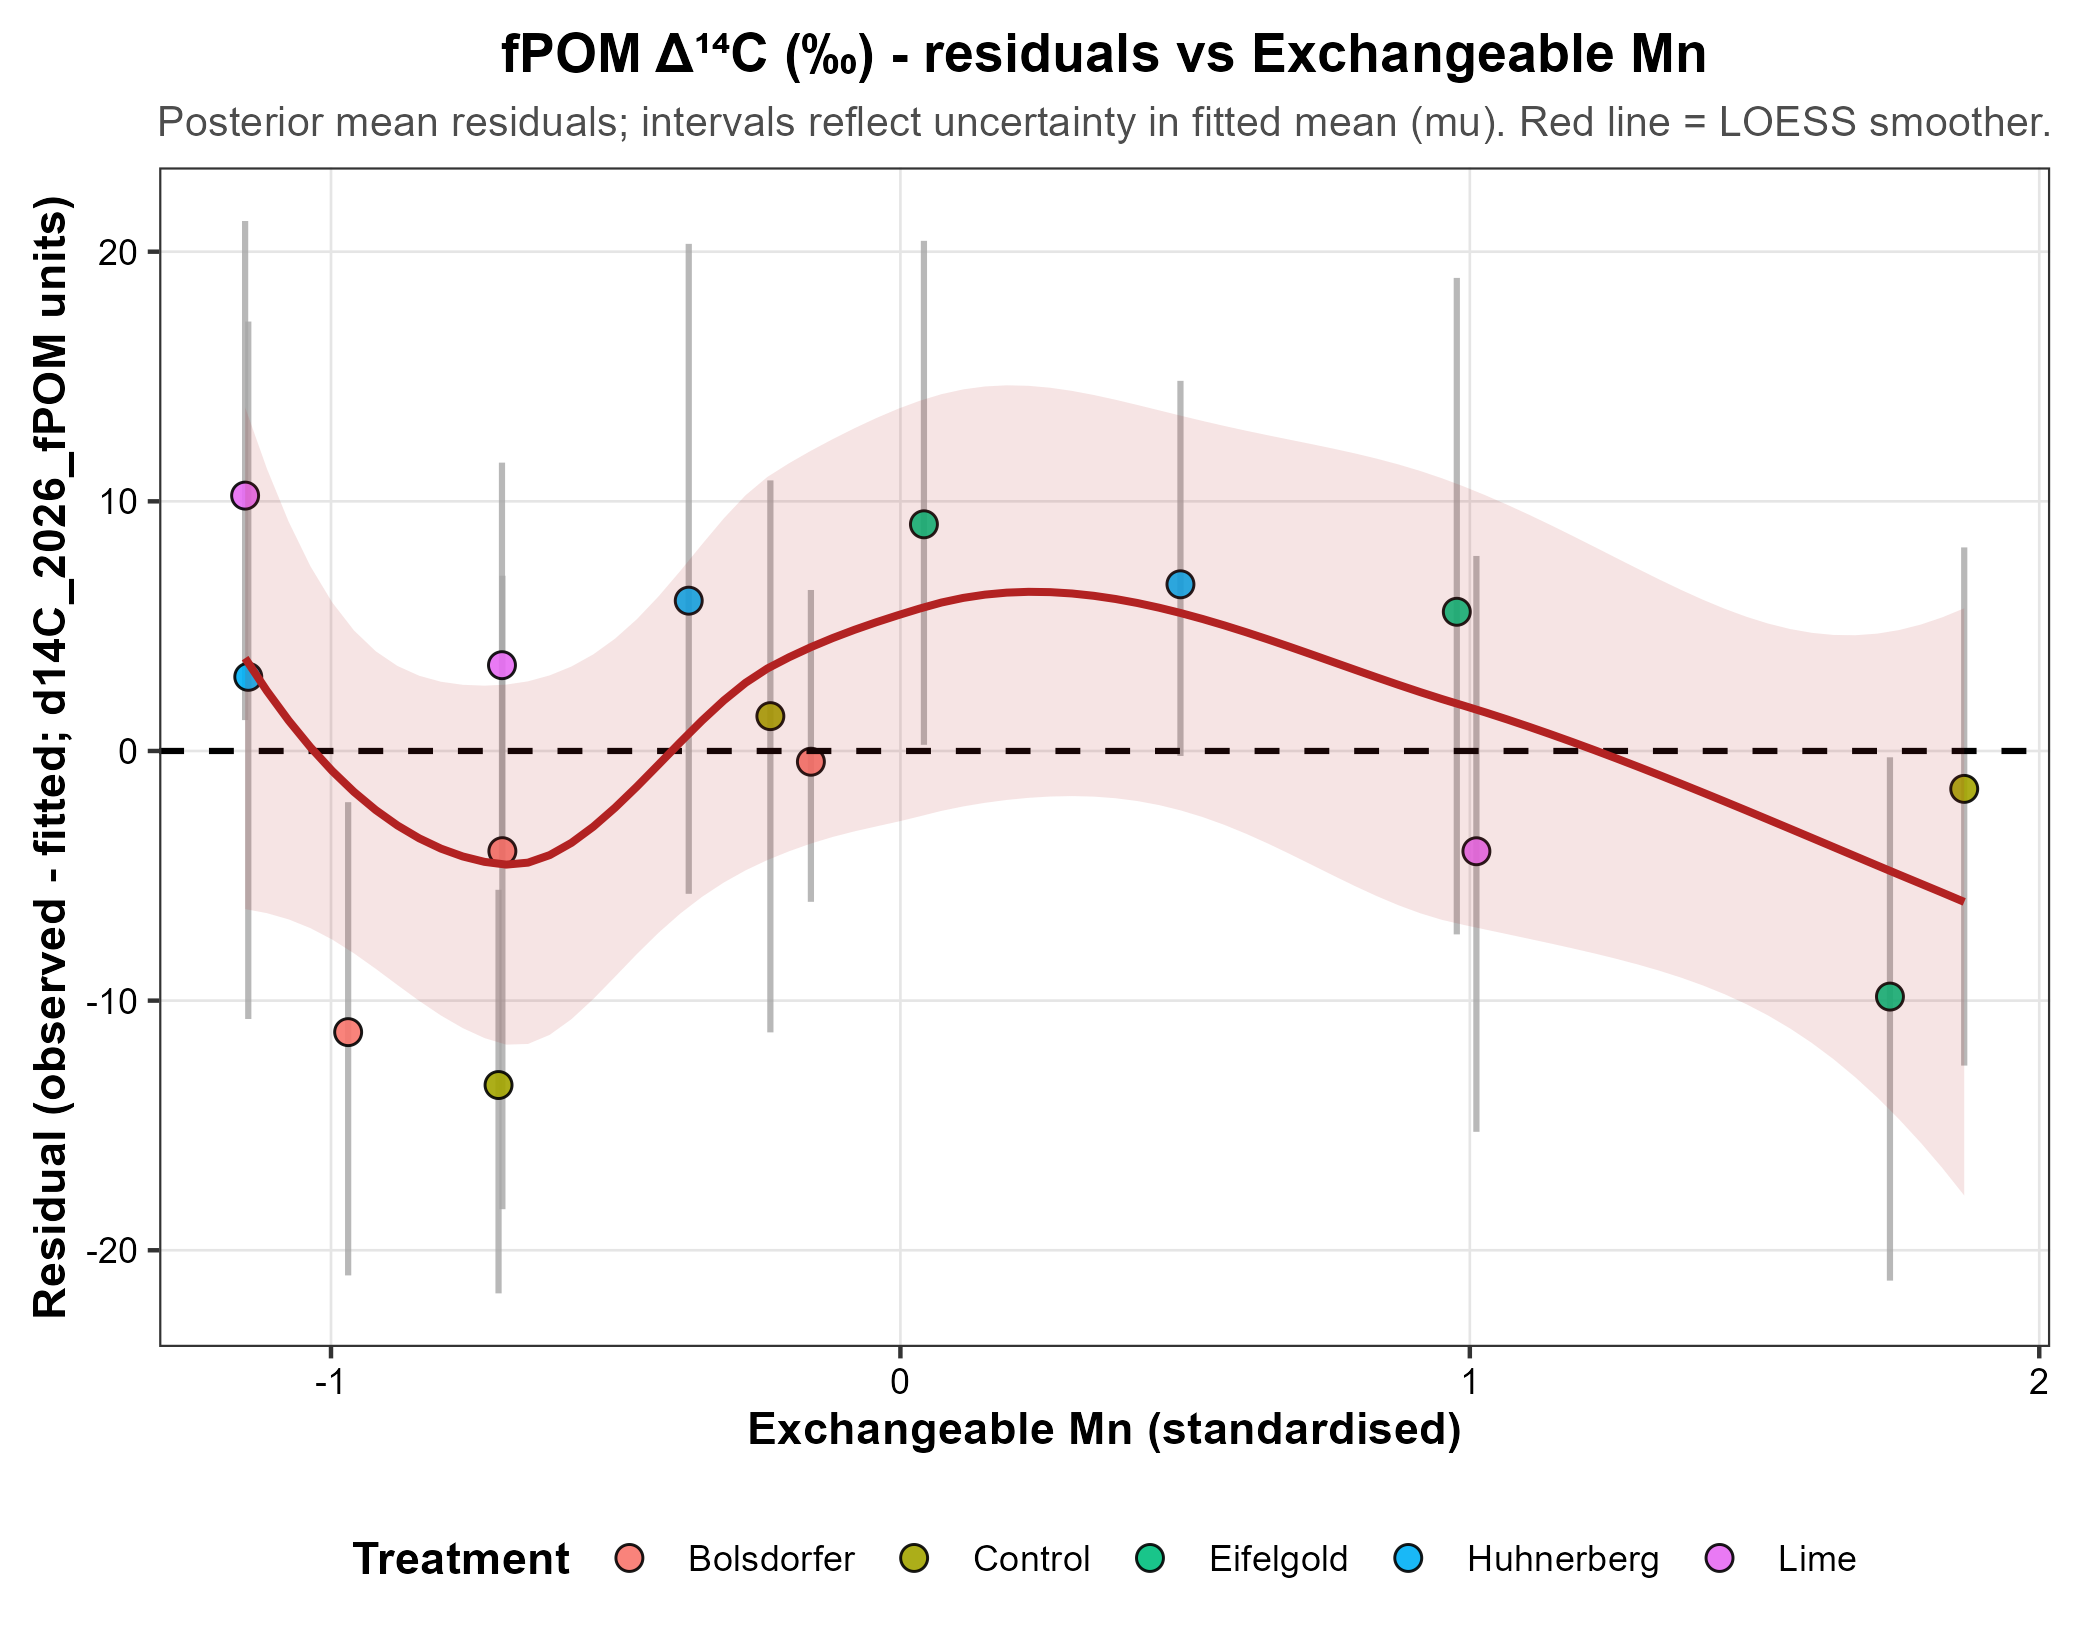 fPOM Δ¹⁴C (‰) - residuals vs Exchangeable Mn
Posterior mean residuals; intervals reflect uncertainty in fitted mean (mu). Red line = LOESS smoother.
Residual (observed - fitted; d14C_2026_fPOM units)
20
10
0
-10
-20
-1
0
1
2
Exchangeable Mn (standardised)
Treatment
Bolsdorfer
Control
Eifelgold
Huhnerberg
Lime